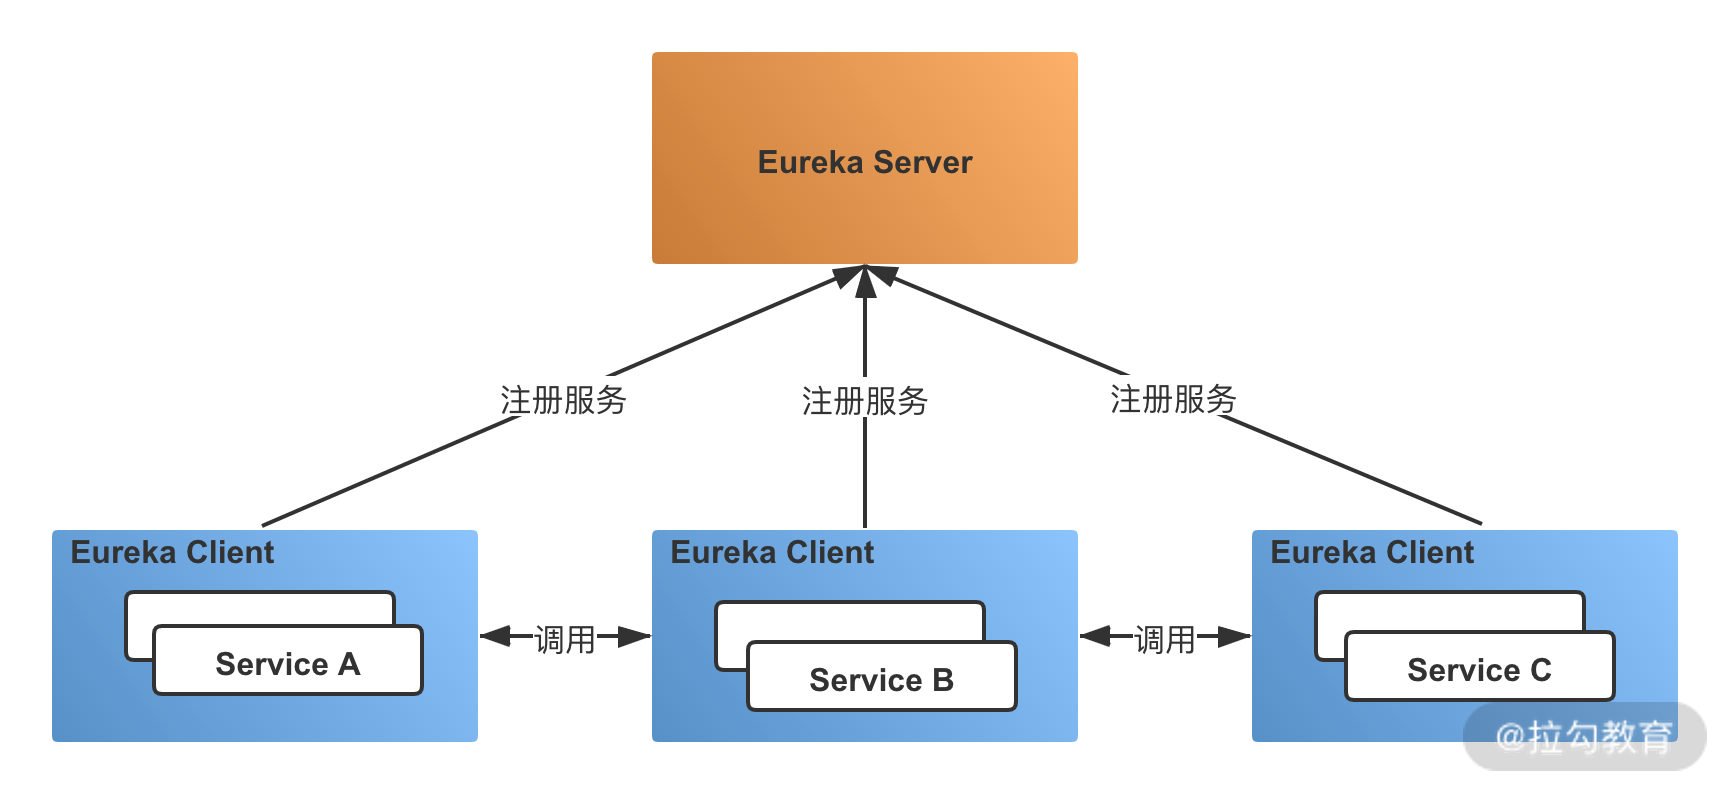 Eureka Server
注册服务
注册服务
注册服务
Eureka Client
Service A
调用
Eureka Client
Service B
调用
Eureka Client
Service C
@拉勾教育